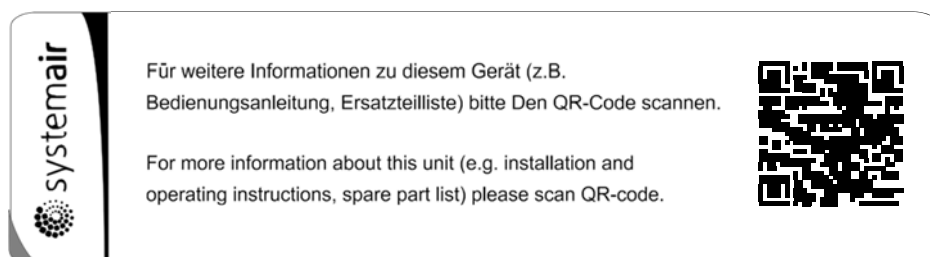 systemair
Für weitere Informationen zu diesem Gerät (z.B.
Bedienungsanleitung, Ersatzteilliste) bitte Den QR-Code scannen.
For more information about this unit (e.g. installation and
operating instructions, spare part list) please scan QR-code.